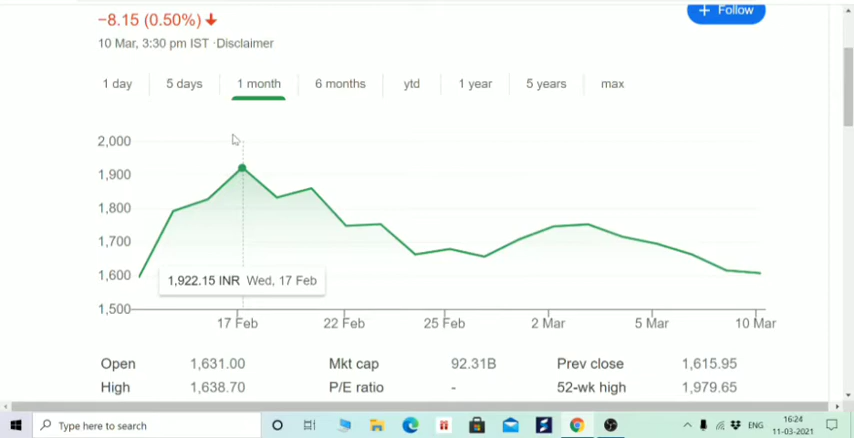 −8.15 (0.50%)
+ Follow
10 Mar, 3:30 pm IST ·Disclaimer
1 day 5 days 1 month 6 months ytd 1 year 5 years max
2,000
1,900
1,800
1,700
1,600
1,922.15 INR Wed, 17 Feb
1,500
17 Feb 22 Feb 25 Feb 2 Mar 5 Mar 10 Mar
Open 1,631.00 Mkt cap 92.31B Prev close 1,615.95
High 1,638.70 P/E ratio - 52-wk high 1,979.65
Type here to search
ENG
16:24
11-03-2021